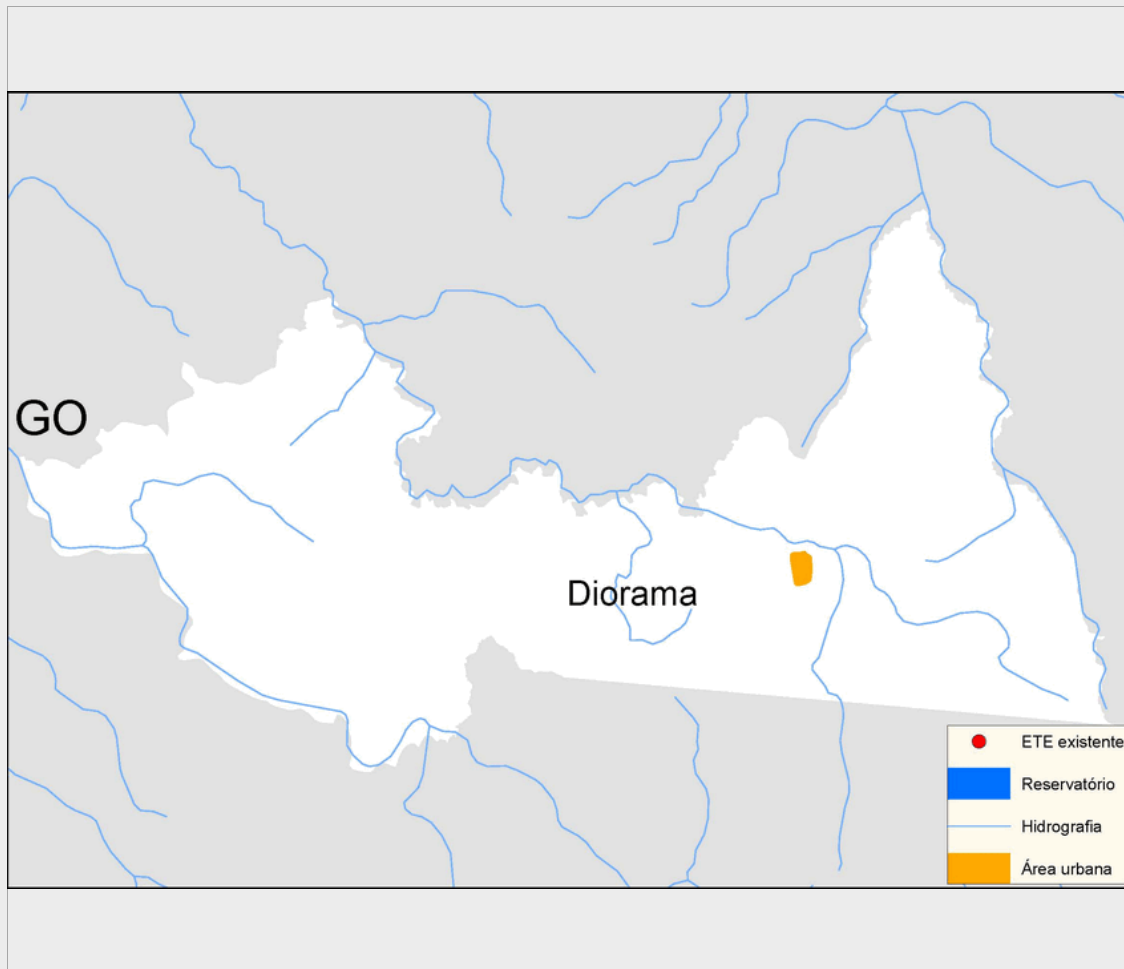 GO
Diorama
ETE existente
Reservatório
Hidrografia
Área urbana